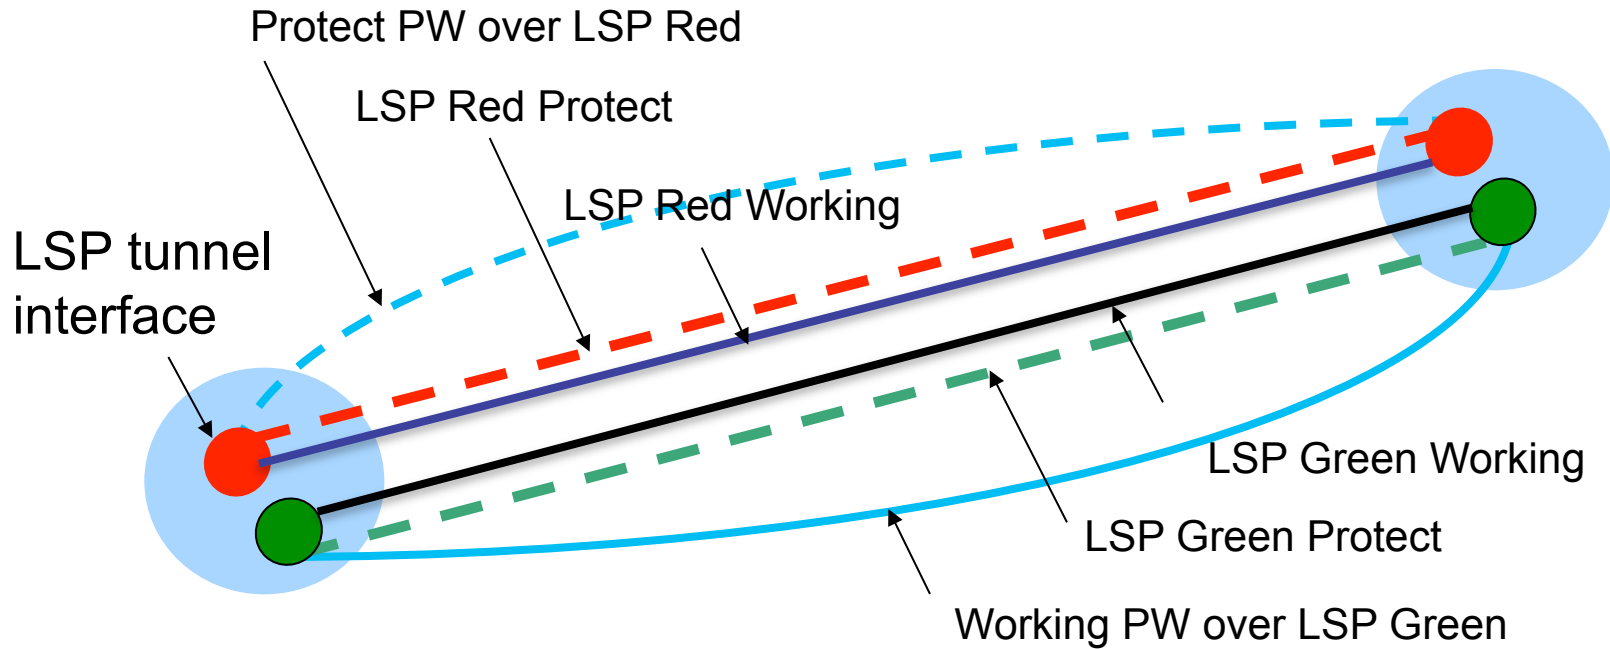 Protect PW over LSP Red
LSP Red Protect
LSP Red Working
LSP tunnel
interface
LSP Green Working
LSP Green Protect
Working PW over LSP Green